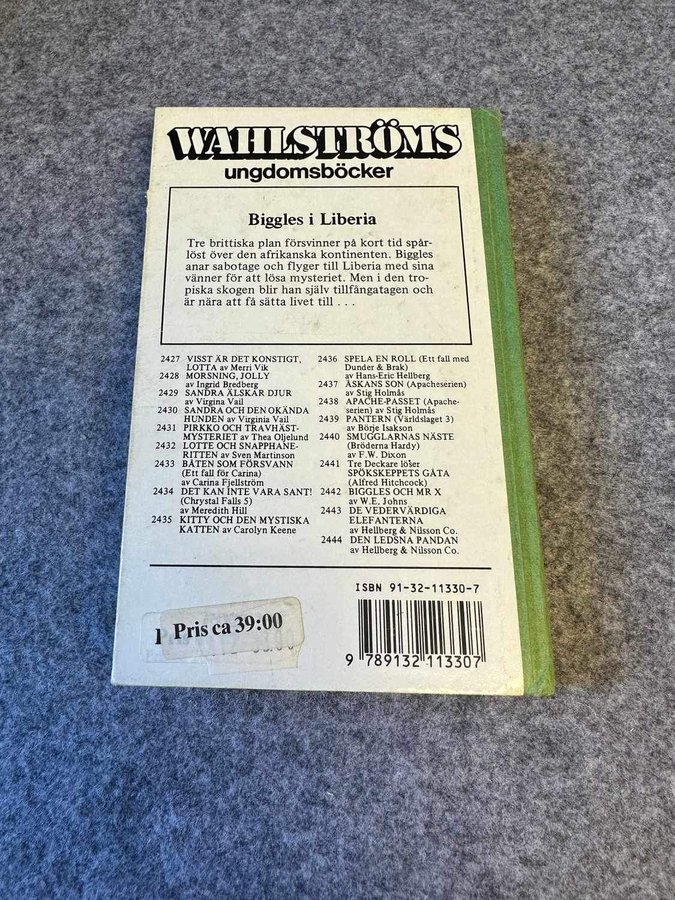 WAHLSTRÖMS
ungdomsböcker
Biggles i Liberia
Tre brittiska plan försvinner på kort tid spår-
löst över den afrikanska kontinenten. Biggles
anar sabotage och flyger till Liberia med sina
vänner för att lösa mysteriet. Men i den tro-
piska skogen blir han själv tillfångatagen och
är nära att få sätta livet till . . .
2427 VISST ÄR DET KONSTIGT,
LOTTA av Merri Vik
2428 MORSNING, JOLLY
av Ingrid Bredberg
2429 SANDRA ÄLSKAR DJUR
av Virgina Vail
2430 SANDRA OCH DEN OKÄNDA
HUNDEN av Virginia Vail
2431 PIRKKO OCH TRAVHÄST-
MYSTERIET av Thea Oljelund
2432 LOTTE OCH SNAPPHANE-
RITTEN av Sven Martinson
2433 BÅTEN SOM FÖRSVANN
(Ett fall för Carina)
av Carina Fjellström
2434 DET KAN INTE VARA SANT!
(Chrystal Falls 5)
av Meredith Hill
2435 KITTY OCH DEN MYSTISKA
KATTEN av Carolyn Keene
2436 SPELA EN ROLL (Ett fall med
Dunder & Brak)
av Hans-Eric Hellberg
2437 ÄSKANS SON (Apacheserien)
av Stig Holmås
2438 APACHE-PASSET (Apache-
serien) av Stig Holmås
2439 PANTERN (Världslaget 3)
av Börje Isakson
2440 SMUGGLARNAS NÄSTE
(Bröderna Hardy)
av F.W. Dixon
2441 Tre Deckare löser
SPÖKSKEPPETS GÅTA
(Alfred Hitchcock)
2442 BIGGLES OCH MR X
av W.E. Johns
2443 DE VEDERVÄRDIGA
ELEFANTERNA
av Hellberg & Nilsson Co.
2444 DEN LEDSNA PANDAN
av Hellberg & Nilsson Co.
ISBN 91-32-11330-7
Pris ca 39:00
9 789132 113307